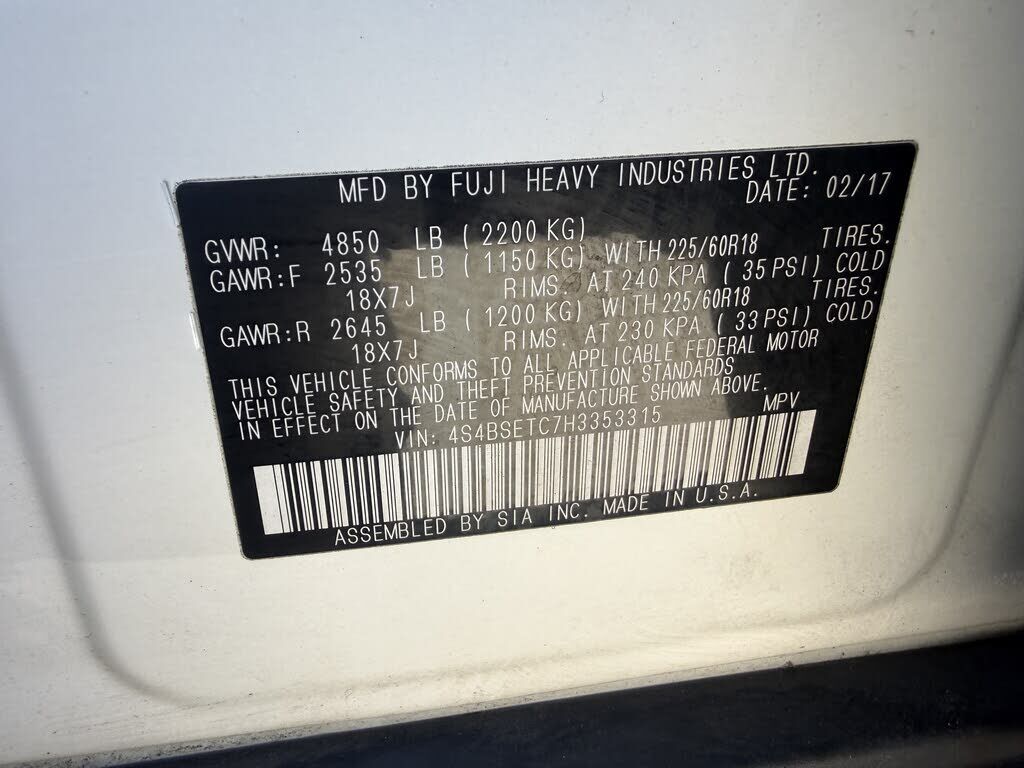 MFD BY FUJI HEAVY INDUSTRIES LTD.
DATE: 02/17
GVWR: 4850 LB ( 2200 KG)
GAWR:F 2535 LB ( 1150 KG) WITH 225/60R18 TIRES.
18X7J RIMS. AT 240 KPA ( 35 PSI) COLD
GAWR:R 2645 LB ( 1200 KG) WITH 225/60R18 TIRES.
18X7J RIMS. AT 230 KPA ( 33 PSI) COLD
THIS VEHICLE CONFORMS TO ALL APPLICABLE FEDERAL MOTOR
VEHICLE SAFETY AND THEFT PREVENTION STANDARDS
IN EFFECT ON THE DATE OF MANUFACTURE SHOWN ABOVE.
VIN: 4S4BSETC7H3353315 MPV
ASSEMBLED BY SIA INC. MADE IN U.S.A.